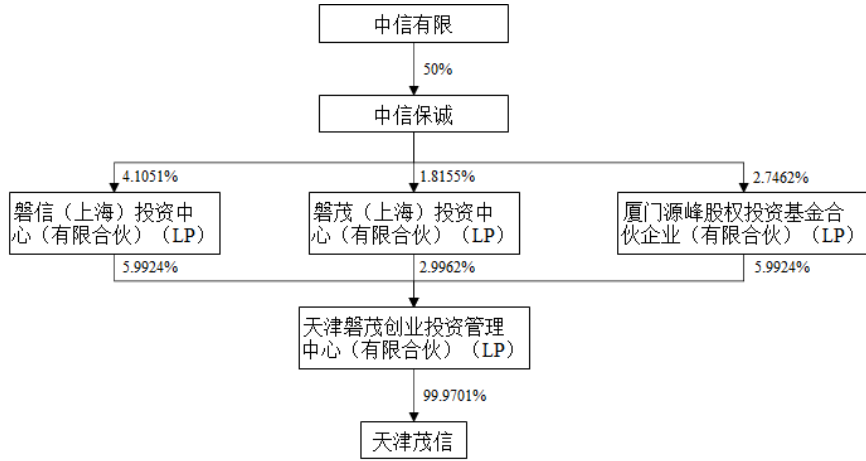 中信有限
50%
中信保诚
4.1051%
1.8155%
2.7462%
磐信（上海）投资中
心（有限合伙）（LP）
磐茂（上海）投资中
心（有限合伙）（LP）
厦门源峰股权投资基金合
伙企业（有限合伙）（LP）
5.9924%
2.9962%
5.9924%
天津磐茂创业投资管理
中心（有限合伙）（LP）
99.9701%
天津茂信